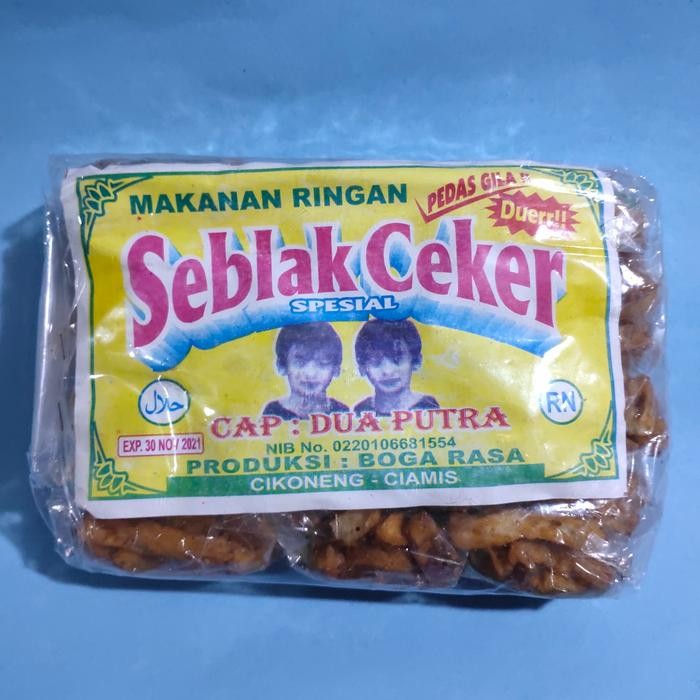 MAKANAN RINGAN
PEDAS GILA!!
Duerr!!
Seblak Ceker
SPESIAL
حلال
RN
CAP : DUA PUTRA
EXP. 30 NOV 2021
NIB No. 0220106681554
PRODUKSI : BOGA RASA
CIKONENG - CIAMIS